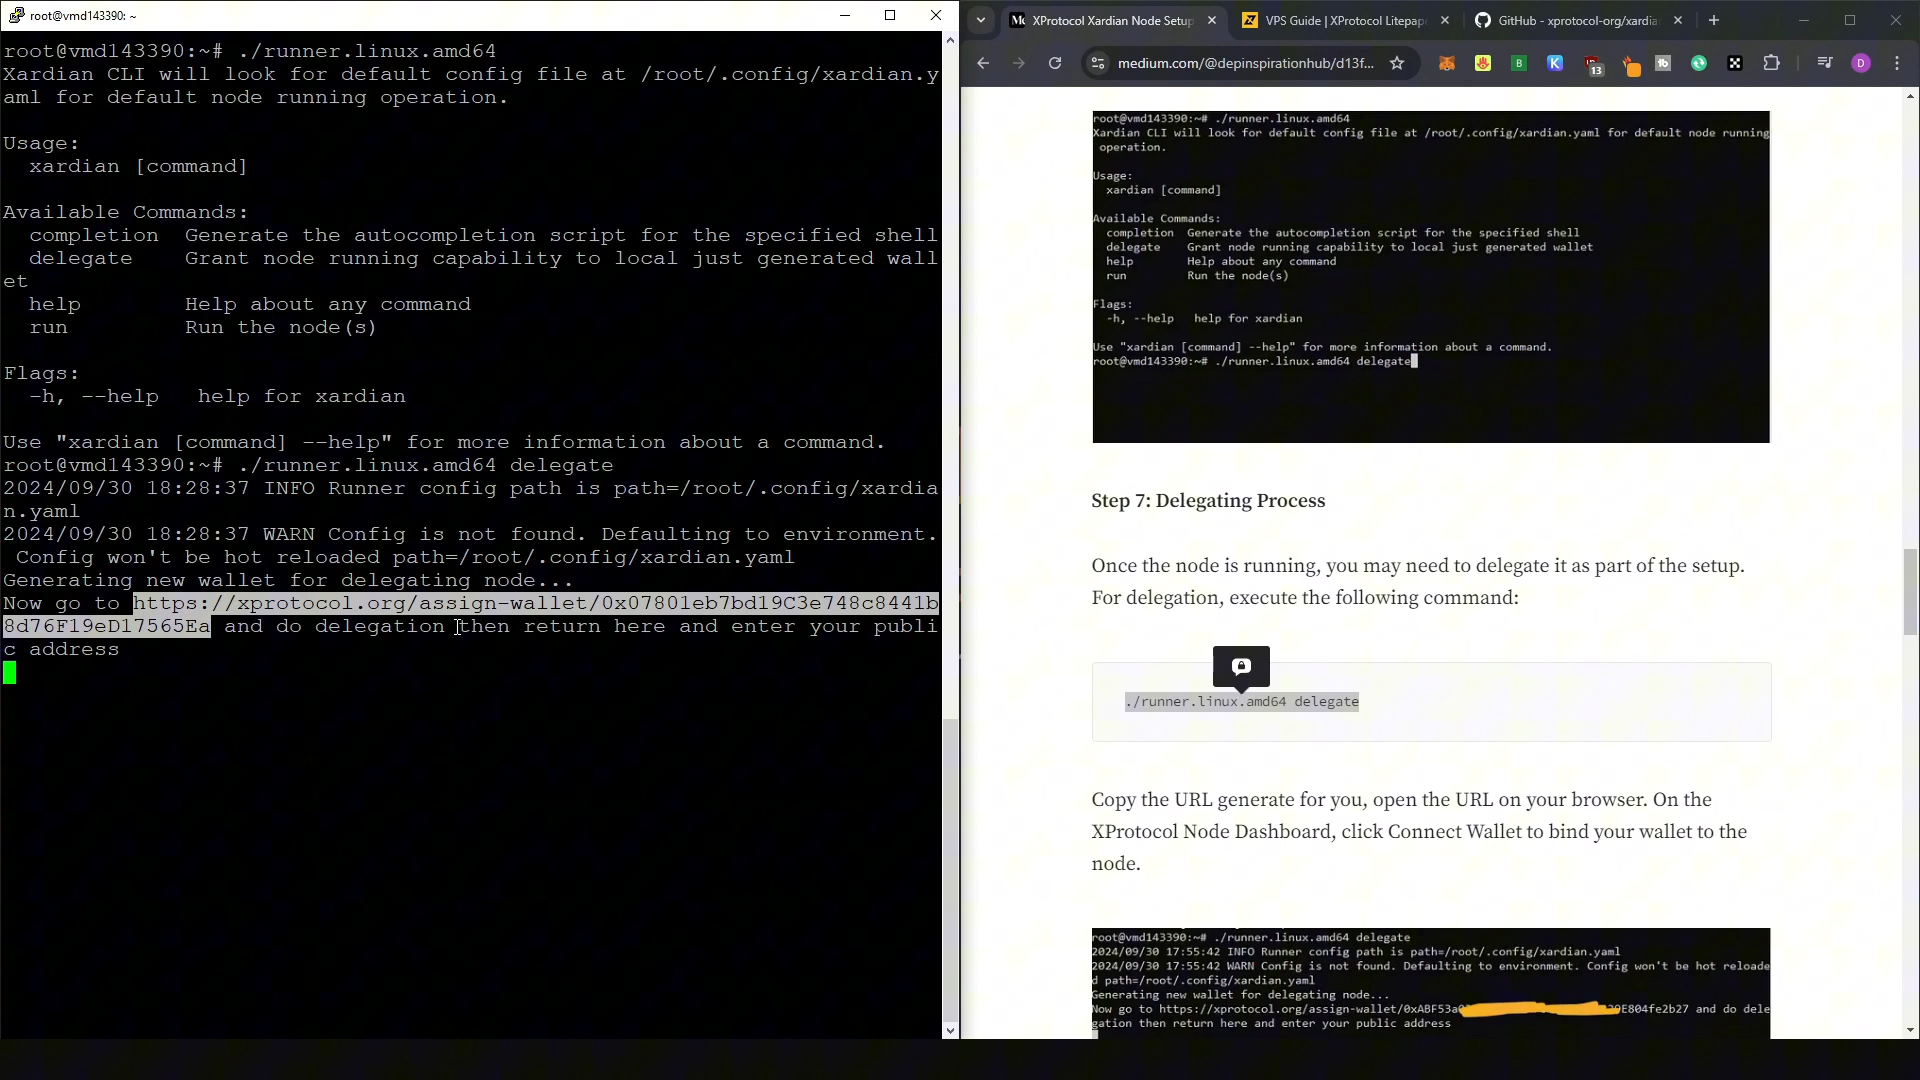 root@vmd143390: ~
root@vmd143390:~# ./runner.linux.amd64
Xardian CLI will look for default config file at /root/.config/xardian.y
aml for default node running operation.
Usage:
xardian [command]
Available Commands:
completion Generate the autocompletion script for the specified shell
delegate Grant node running capability to local just generated wall
et
help Help about any command
run Run the node(s)
Flags:
-h, --help help for xardian
Use "xardian [command] --help" for more information about a command.
root@vmd143390:~# ./runner.linux.amd64 delegate
2024/09/30 18:28:37 INFO Runner config path is path=/root/.config/xardia
n.yaml
2024/09/30 18:28:37 WARN Config is not found. Defaulting to environment.
Config won't be hot reloaded path=/root/.config/xardian.yaml
Generating new wallet for delegating node...
Now go to https://xprotocol.org/assign-wallet/0x07801eb7bd19C3e748c8441b
8d76F19eD17565Ea and do delegation then return here and enter your publi
c address
XProtocol Xardian Node Setup
VPS Guide | XProtocol Litepape
GitHub - xprotocol-org/xardia
medium.com/@depinspirationhub/d13f...
13
D
root@vmd143390:~# ./runner.linux.amd64
Xardian CLI will look for default config file at /root/.config/xardian.yaml for default node running
operation.
Usage:
xardian [command]
Available Commands:
completion Generate the autocompletion script for the specified shell
delegate Grant node running capability to local just generated wallet
help Help about any command
run Run the node(s)
Flags:
-h, --help help for xardian
Use "xardian [command] --help" for more information about a command.
root@vmd143390:~# ./runner.linux.amd64 delegate
Step 7: Delegating Process
Once the node is running, you may need to delegate it as part of the setup.
For delegation, execute the following command:
./runner.linux.amd64 delegate
Copy the URL generate for you, open the URL on your browser. On the
XProtocol Node Dashboard, click Connect Wallet to bind your wallet to the
node.
root@vmd143390:~# ./runner.linux.amd64 delegate
2024/09/30 17:55:42 INFO Runner config path is path=/root/.config/xardian.yaml
2024/09/30 17:55:42 WARN Config is not found. Defaulting to environment. Config won't be hot reloade
d path=/root/.config/xardian.yaml
Generating new wallet for delegating node...
Now go to https://xprotocol.org/assign-wallet/0xABF53a E804fe2b27 and do dele
gation then return here and enter your public address